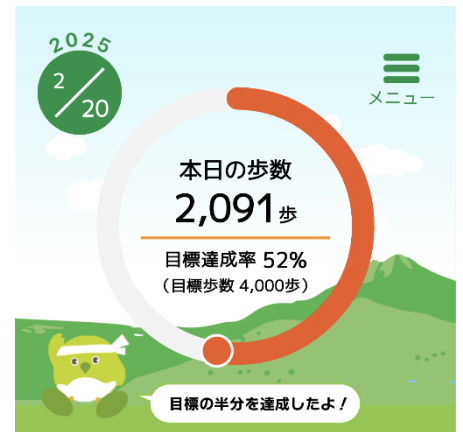 2025
2/20
メニュー
本日の歩数
2,091歩
目標達成率 52%
（目標歩数 4,000歩）
目標の半分を達成したよ！